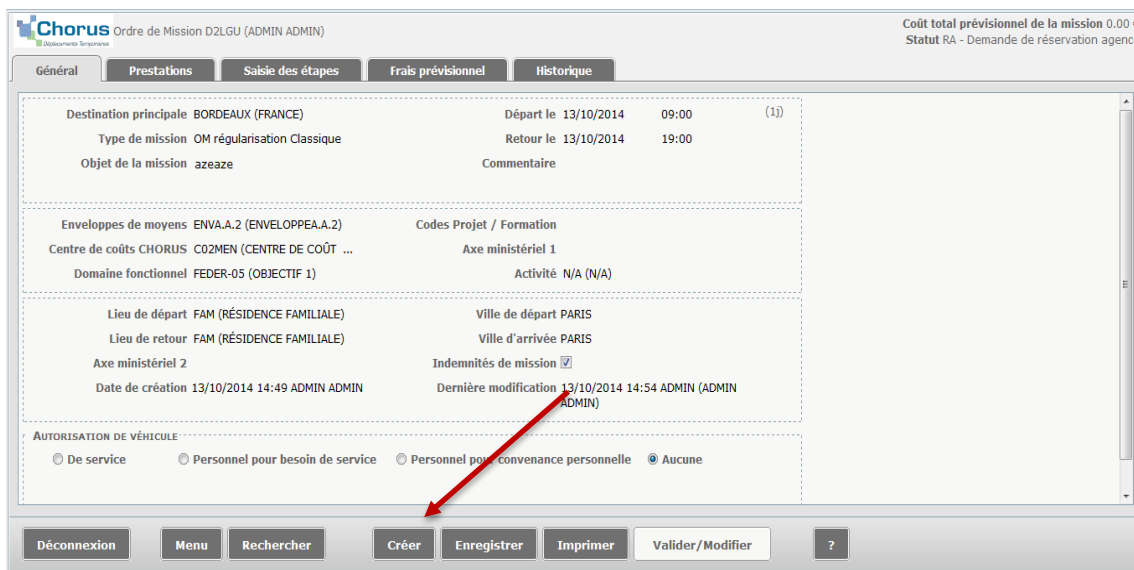 Chorus
Déplacements Temporaires
Ordre de Mission D2LGU (ADMIN ADMIN)
Coût total prévisionnel de la mission 0.00
Statut RA - Demande de réservation agenc
Général Prestations Saisie des étapes Frais prévisionnel Historique
Destination principale BORDEAUX (FRANCE) Départ le 13/10/2014 09:00 (1j)
Type de mission OM régularisation Classique Retour le 13/10/2014 19:00
Objet de la mission azeaze Commentaire
Enveloppes de moyens ENVA.A.2 (ENVELOPPEA.A.2) Codes Projet / Formation
Centre de coûts CHORUS C02MEN (CENTRE DE COÛT ... Axe ministériel 1
Domaine fonctionnel FEDER-05 (OBJECTIF 1) Activité N/A (N/A)
Lieu de départ FAM (RÉSIDENCE FAMILIALE) Ville de départ PARIS
Lieu de retour FAM (RÉSIDENCE FAMILIALE) Ville d'arrivée PARIS
Axe ministériel 2 Indemnités de mission
Date de création 13/10/2014 14:49 ADMIN ADMIN Dernière modification 13/10/2014 14:54 ADMIN (ADMIN
ADMIN)
AUTORISATION DE VÉHICULE
De service Personnel pour besoin de service Personnel pour convenance personnelle Aucune
Déconnexion Menu Rechercher Créer Enregistrer Imprimer Valider/Modifier ?